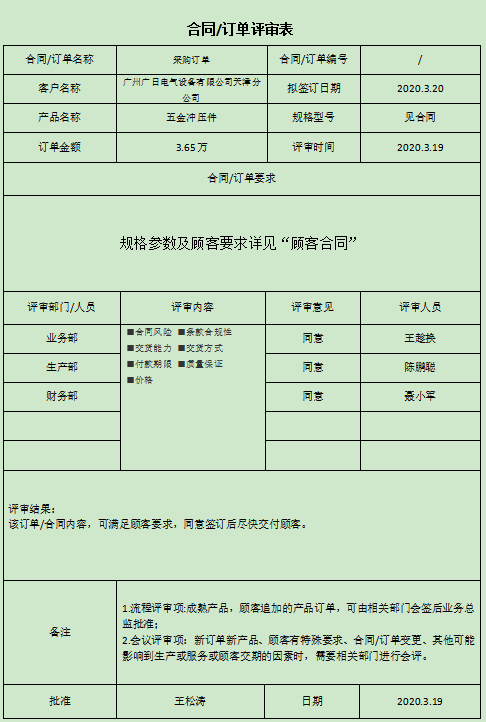 合同/订单评审表
合同/订单名称 采购订单 合同/订单编号 /
客户名称 广州广日电气设备有限公司天津分公司 拟签订日期 2020.3.20
产品名称 五金冲压件 规格型号 见合同
订单金额 3.65万 评审时间 2020.3.19
合同/订单要求
规格参数及顾客要求详见“顾客合同”
评审部门/人员 评审内容 评审意见 评审人员
业务部 ■合同风险 ■条款合规性 同意 王趁换
■交货能力 ■交货方式
生产部 ■付款期限 ■质量保证 同意 陈鹏聪
■价格
财务部 同意 聂小军
评审结果：
该订单/合同内容，可满足顾客要求，同意签订后尽快交付顾客。
备注
1.流程评审项:成熟产品，顾客追加的产品订单，可由相关部门会签后业务总
监批准；
2.会议评审项：新订单新产品、顾客有特殊要求、合同/订单变更、其他可能
影响到生产或服务或顾客交期的因素时，需要相关部门进行会评。
批准 王松涛 日期 2020.3.19